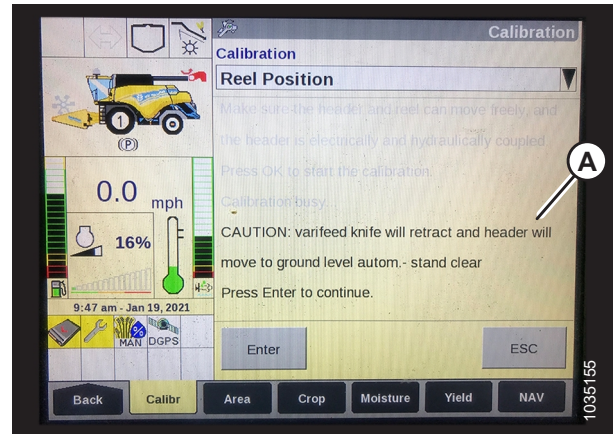 Calibration
Calibration
Reel Position
Make sure the header and reel can move freely, and
the header is electrically and hydraulically coupled
Press OK to start the calibration.
Calibration busy...
CAUTION: varifeed knife will retract and header will
move to ground level autom.- stand clear
Press Enter to continue.
Enter
ESC
1
(P)
0.0 mph
16%
9:47 am - Jan 19, 2021
MAN
DGPS
Back
Calibr
Area
Crop
Moisture
Yield
NAV
A
1035155